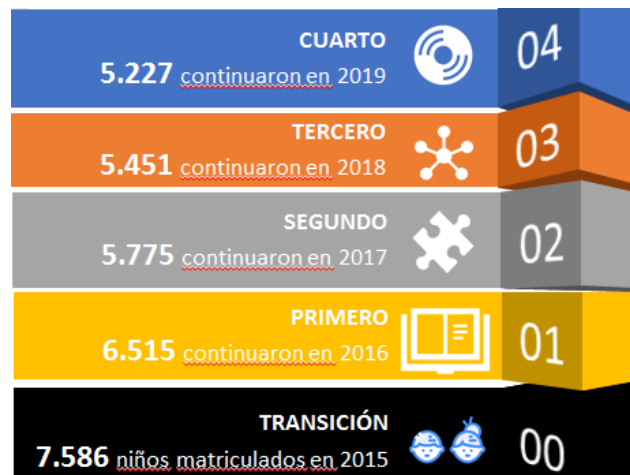 CUARTO
5.227 continuaron en 2019
04
TERCERO
5.451 continuaron en 2018
03
SEGUNDO
5.775 continuaron en 2017
02
PRIMERO
6.515 continuaron en 2016
01
TRANSICIÓN
7.586 niños matriculados en 2015
00